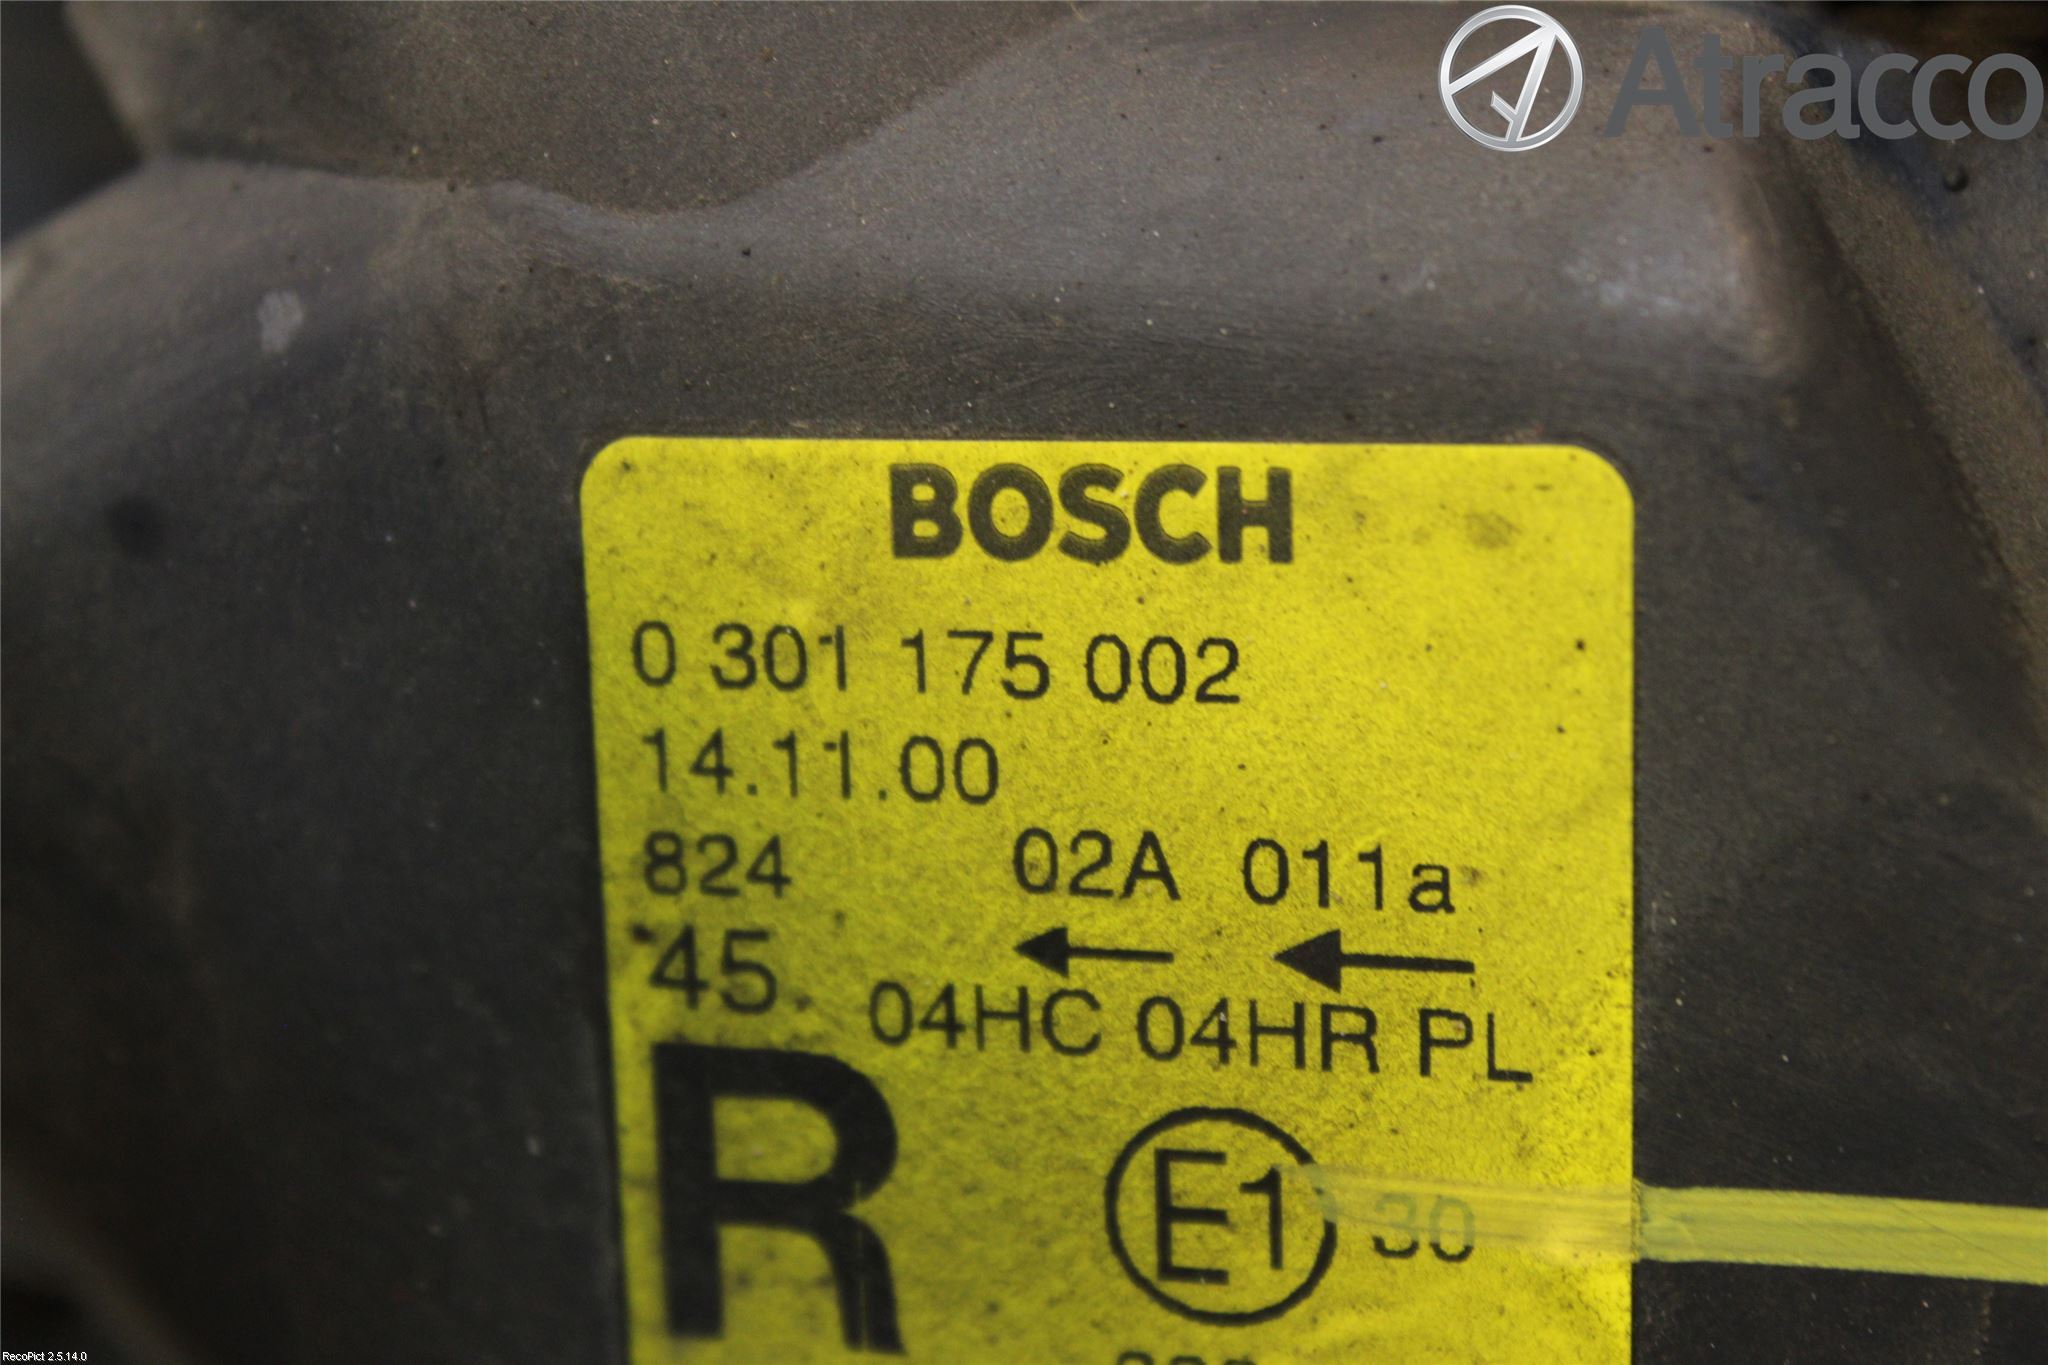 Atracco
BOSCH
0 301 175 002
14.11.00
824 02A 011a
45 04HC 04HR PL
R E1 30
RecoPict 2.5.14.0